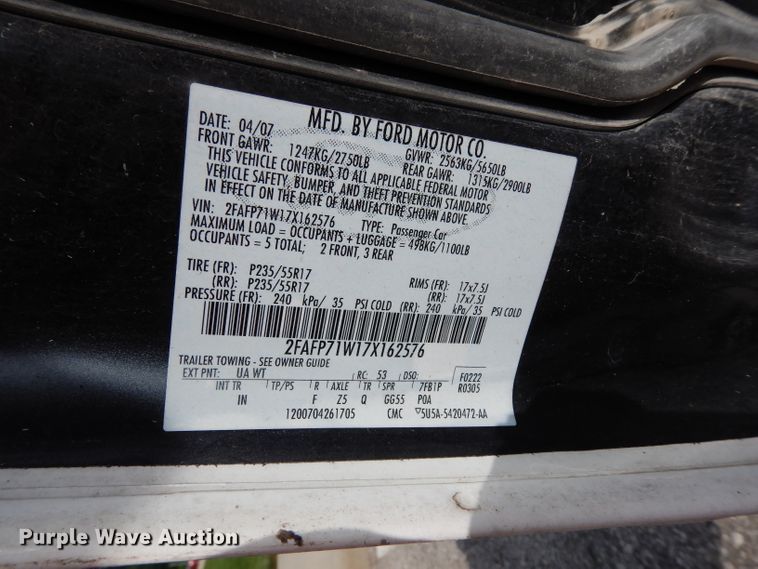 MFD. BY FORD MOTOR CO.
DATE: 04/07
GVWR: 2563KG/5650LB
FRONT GAWR: 1247KG/2750LB
REAR GAWR: 1315KG/2900LB
THIS VEHICLE CONFORMS TO ALL APPLICABLE FEDERAL MOTOR
VEHICLE SAFETY, BUMPER, AND THEFT PREVENTION STANDARDS
IN EFFECT ON THE DATE OF MANUFACTURE SHOWN ABOVE.
VIN: 2FAFP71W17X162576 TYPE: Passenger Car
MAXIMUM LOAD = OCCUPANTS + LUGGAGE = 498KG/1100LB
OCCUPANTS = 5 TOTAL; 2 FRONT, 3 REAR
TIRE (FR): P235/55R17 RIMS (FR): 17x7.5J
(RR): P235/55R17 (RR): 17x7.5J
PRESSURE (FR): 240 kPa/ 35 PSI COLD (RR): 240 kPa/ 35 PSI COLD
2FAFP71W17X162576
TRAILER TOWING - SEE OWNER GUIDE
EXT PNT: UA WT RC: 53 DSO: F0222
INT TR TP/PS R AXLE TR SPR 7FB1P R0305
IN F Z5 Q GG55 POA
1200704261705 CMC 5U5A-5420472-AA
Purple Wave Auction